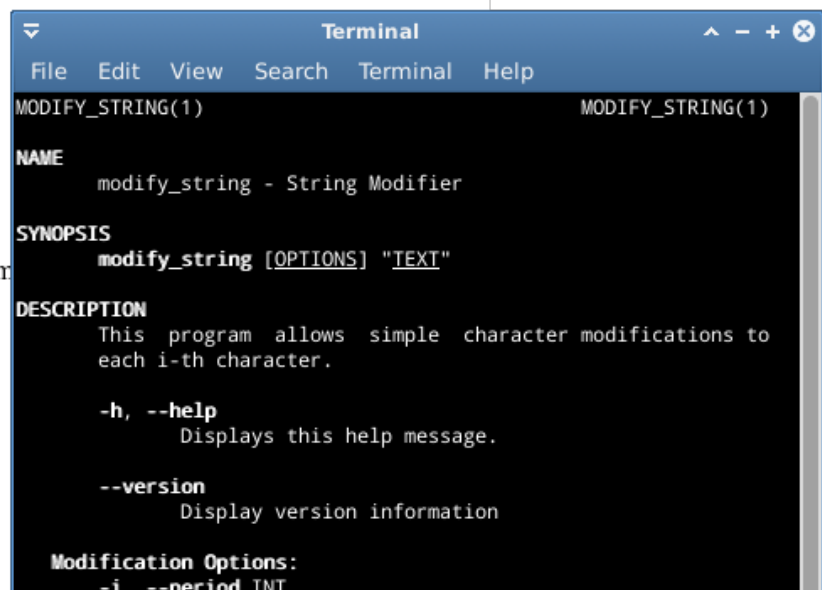 Terminal
File Edit View Search Terminal Help
MODIFY_STRING(1) MODIFY_STRING(1)
NAME
modify_string - String Modifier
SYNOPSIS
modify_string [OPTIONS] "TEXT"
DESCRIPTION
This program allows simple character modifications to
each i-th character.
-h, --help
Displays this help message.
--version
Display version information
Modification Options:
-i, --period INT